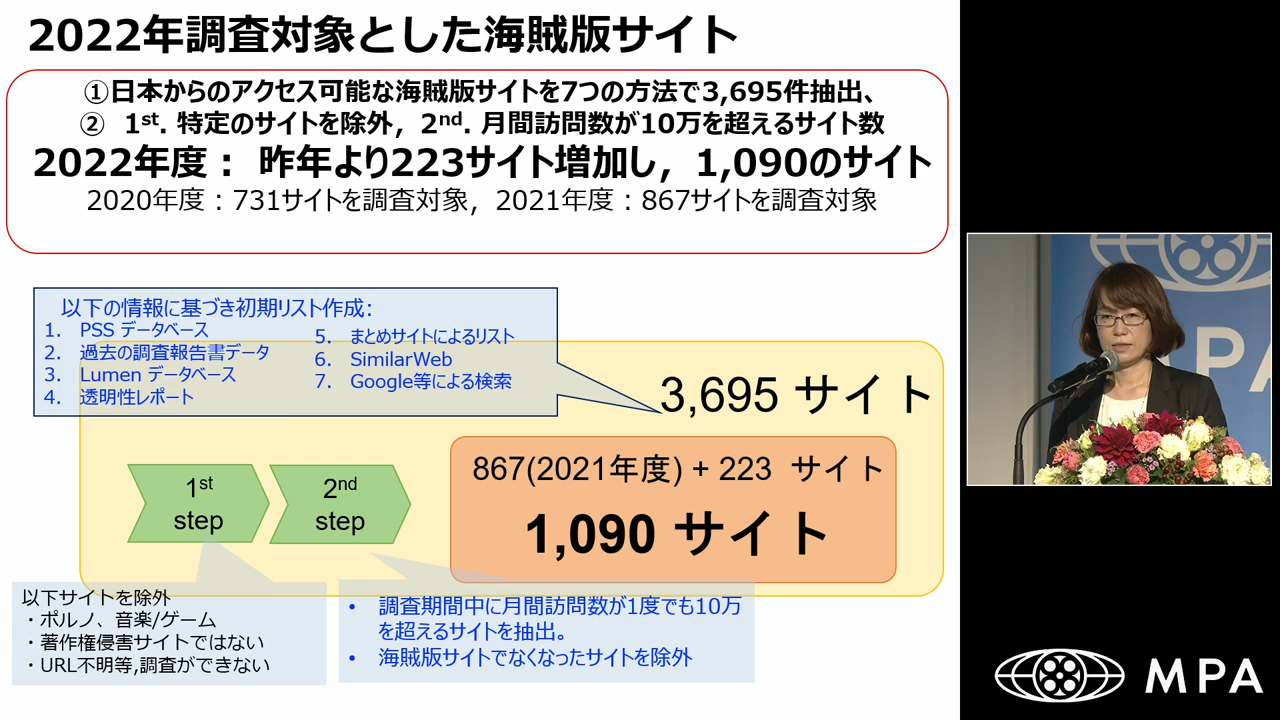 2022年調査対象とした海賊版サイト
①日本からのアクセス可能な海賊版サイトを7つの方法で3,695件抽出、
② 1st. 特定のサイトを除外，2nd. 月間訪問数が10万を超えるサイト数
2022年度： 昨年より223サイト増加し，1,090のサイト
2020年度：731サイトを調査対象，2021年度：867サイトを調査対象
以下の情報に基づき初期リスト作成：
1. PSS データベース
2. 過去の調査報告書データ
3. Lumen データベース
4. 透明性レポート
5. まとめサイトによるリスト
6. SimilarWeb
7. Google等による検索
3,695 サイト
867(2021年度) + 223 サイト
1,090 サイト
1st
step
2nd
step
以下サイトを除外
・ポルノ、音楽/ゲーム
・著作権侵害サイトではない
・URL不明等,調査ができない
• 調査期間中に月間訪問数が1度でも10万
を超えるサイトを抽出。
• 海賊版サイトでなくなったサイトを除外
MPA
MPA